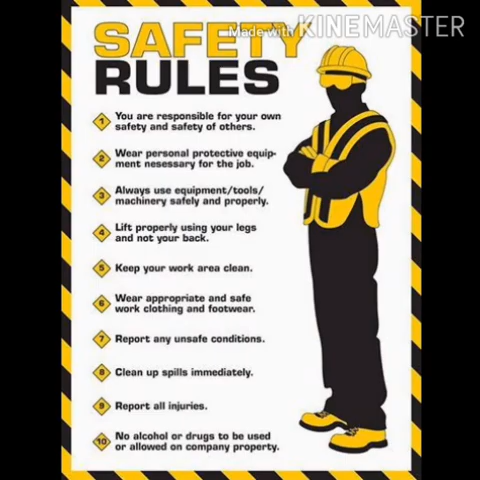 Made with KINEMASTER
SAFETY
RULES
1 You are responsible for your own
safety and safety of others.
2 Wear personal protective equip-
ment nesessary for the job.
3 Always use equipment/tools/
machinery safely and properly.
4 Lift properly using your legs
and not your back.
5 Keep your work area clean.
6 Wear appropriate and safe
work clothing and footwear.
7 Report any unsafe conditions.
8 Clean up spills immediately.
9 Report all injuries.
10 No alcohol or drugs to be used
or allowed on company property.